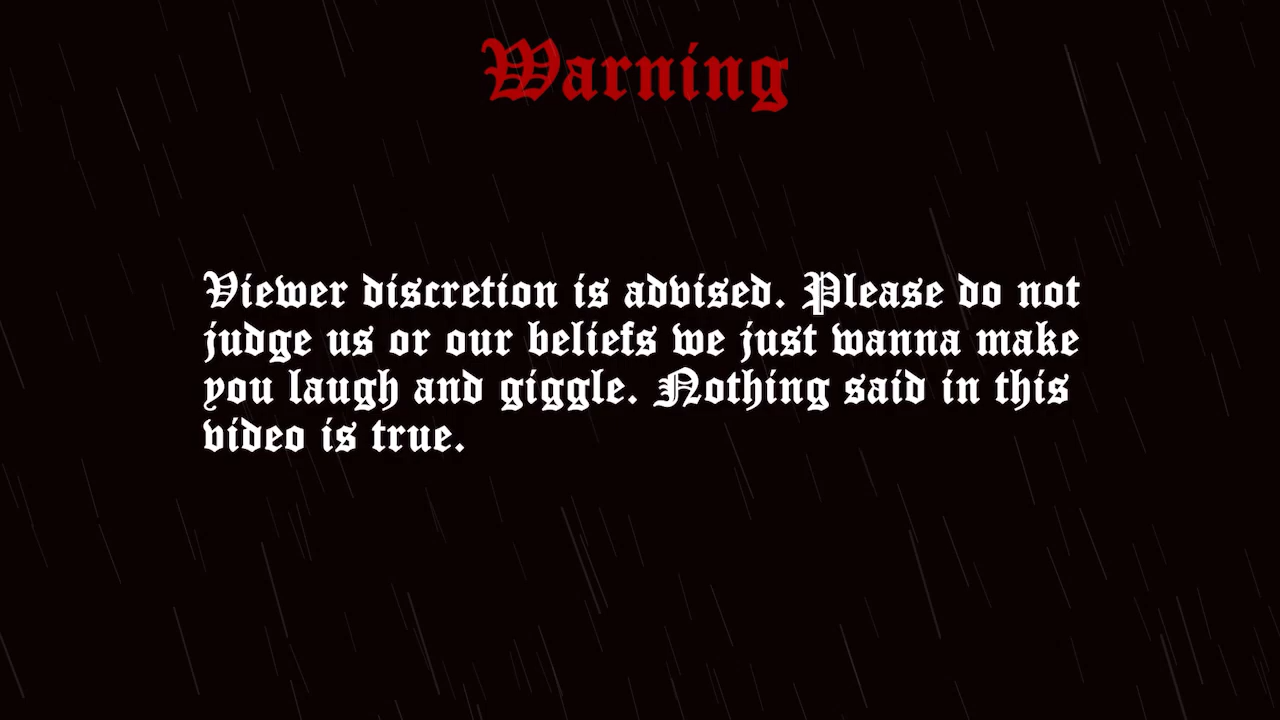 Warning
Viewer discretion is advised. Please do not
judge us or our beliefs we just wanna make
you laugh and giggle. Nothing said in this
video is true.